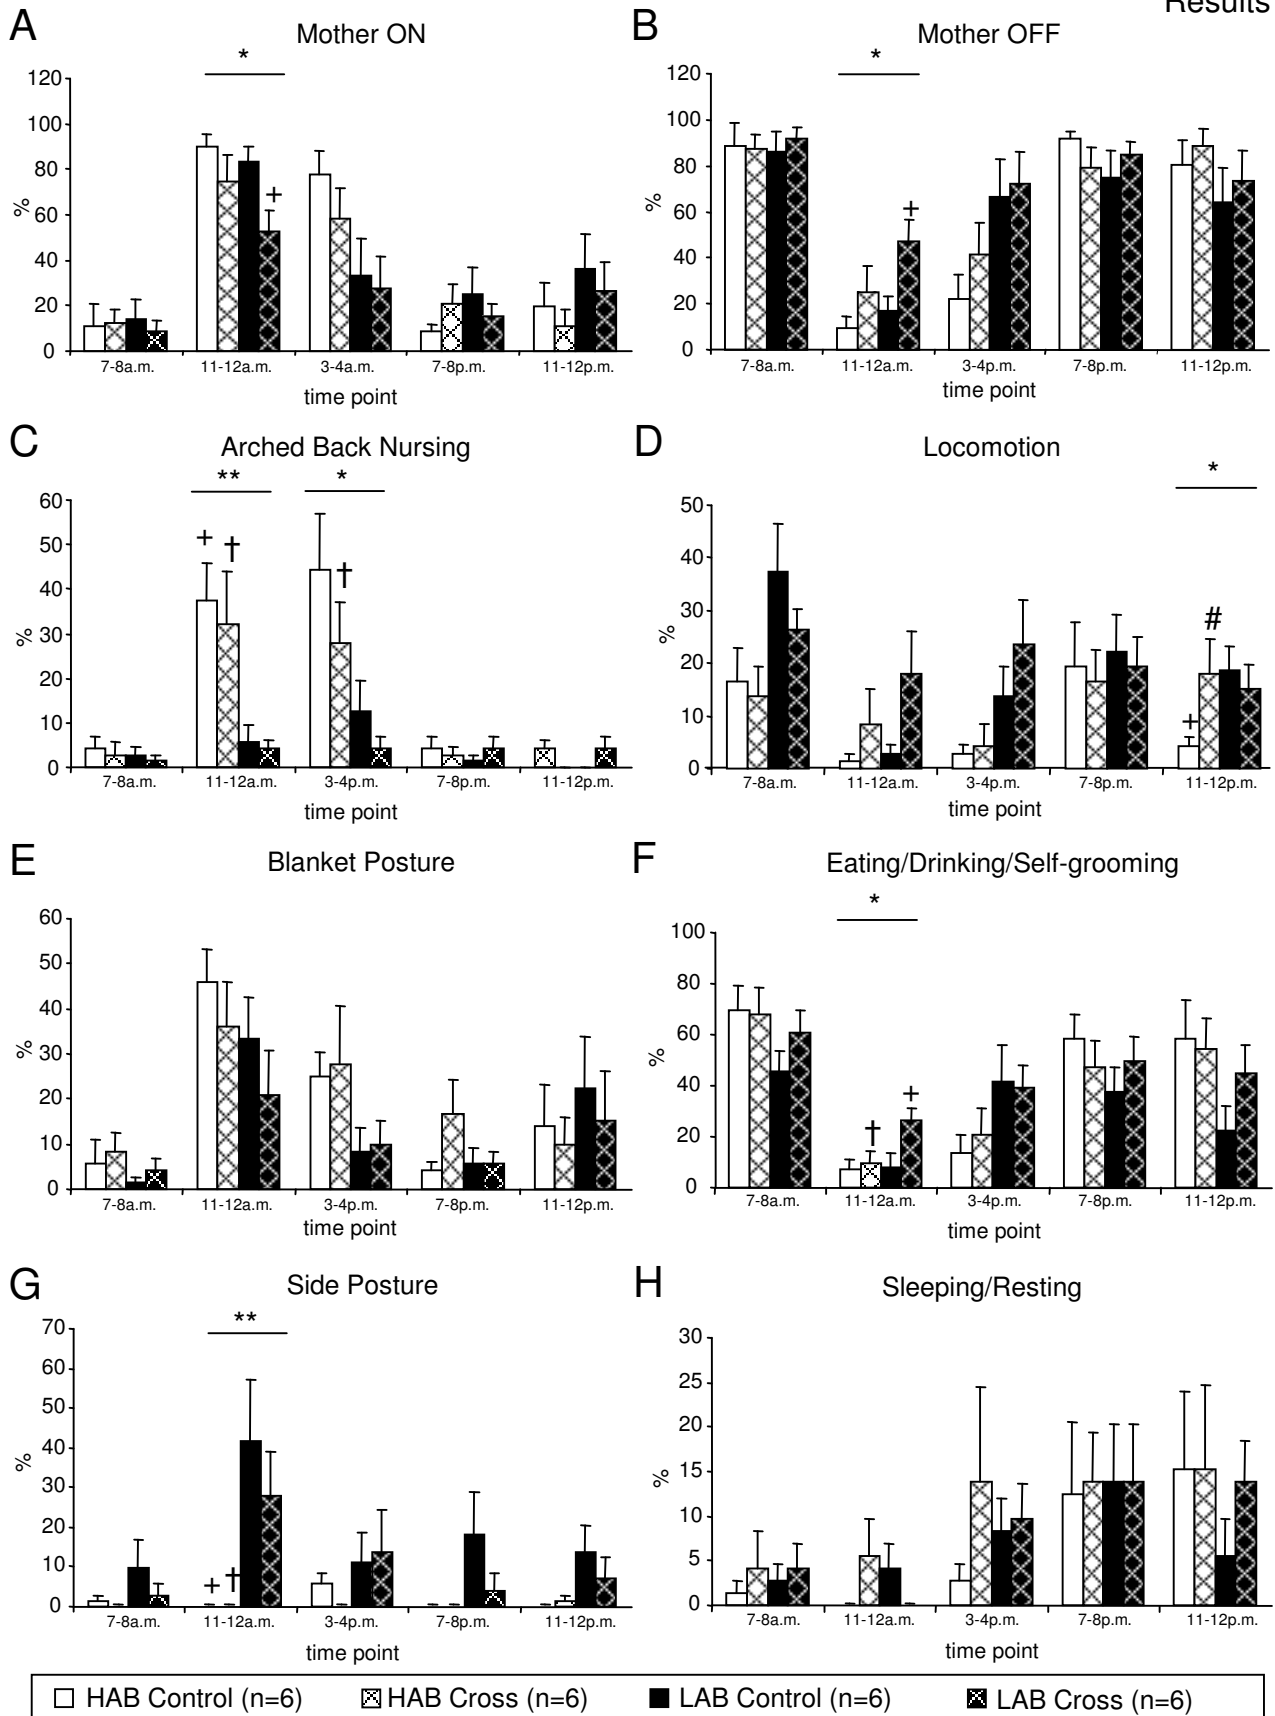 Results
A
Mother ON
*
120
100
80
60
40
20
0
%
+
7-8a.m. 11-12a.m. 3-4a.m. 7-8p.m. 11-12p.m.
time point
B
Mother OFF
*
120
100
80
60
40
20
0
%
+
7-8a.m. 11-12a.m. 3-4p.m. 7-8p.m. 11-12p.m.
time point
C
Arched Back Nursing
** *
60
50
40
30
20
10
0
%
+ † †
7-8a.m. 11-12a.m. 3-4p.m. 7-8p.m. 11-12p.m.
time point
D
Locomotion
*
50
40
30
20
10
0
%
+ #
7-8a.m. 11-12a.m. 3-4p.m. 7-8p.m. 11-12p.m.
time point
E
Blanket Posture
60
50
40
30
20
10
0
%
7-8a.m. 11-12a.m. 3-4p.m. 7-8p.m. 11-12p.m.
time point
F
Eating/Drinking/Self-grooming
*
100
80
60
40
20
0
%
† +
7-8a.m. 11-12a.m. 3-4p.m. 7-8p.m. 11-12p.m.
time point
G
Side Posture
**
70
60
50
40
30
20
10
0
%
+ †
7-8a.m. 11-12a.m. 3-4p.m. 7-8p.m. 11-12p.m.
time point
H
Sleeping/Resting
30
25
20
15
10
5
0
%
7-8a.m. 11-12a.m. 3-4p.m. 7-8p.m. 11-12p.m.
time point
HAB Control (n=6) HAB Cross (n=6) LAB Control (n=6) LAB Cross (n=6)